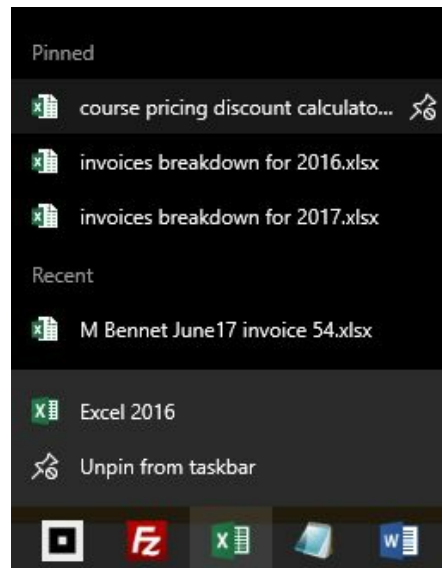 Pinned
course pricing discount calculato...
invoices breakdown for 2016.xlsx
invoices breakdown for 2017.xlsx
Recent
M Bennet June17 invoice 54.xlsx
Excel 2016
Unpin from taskbar